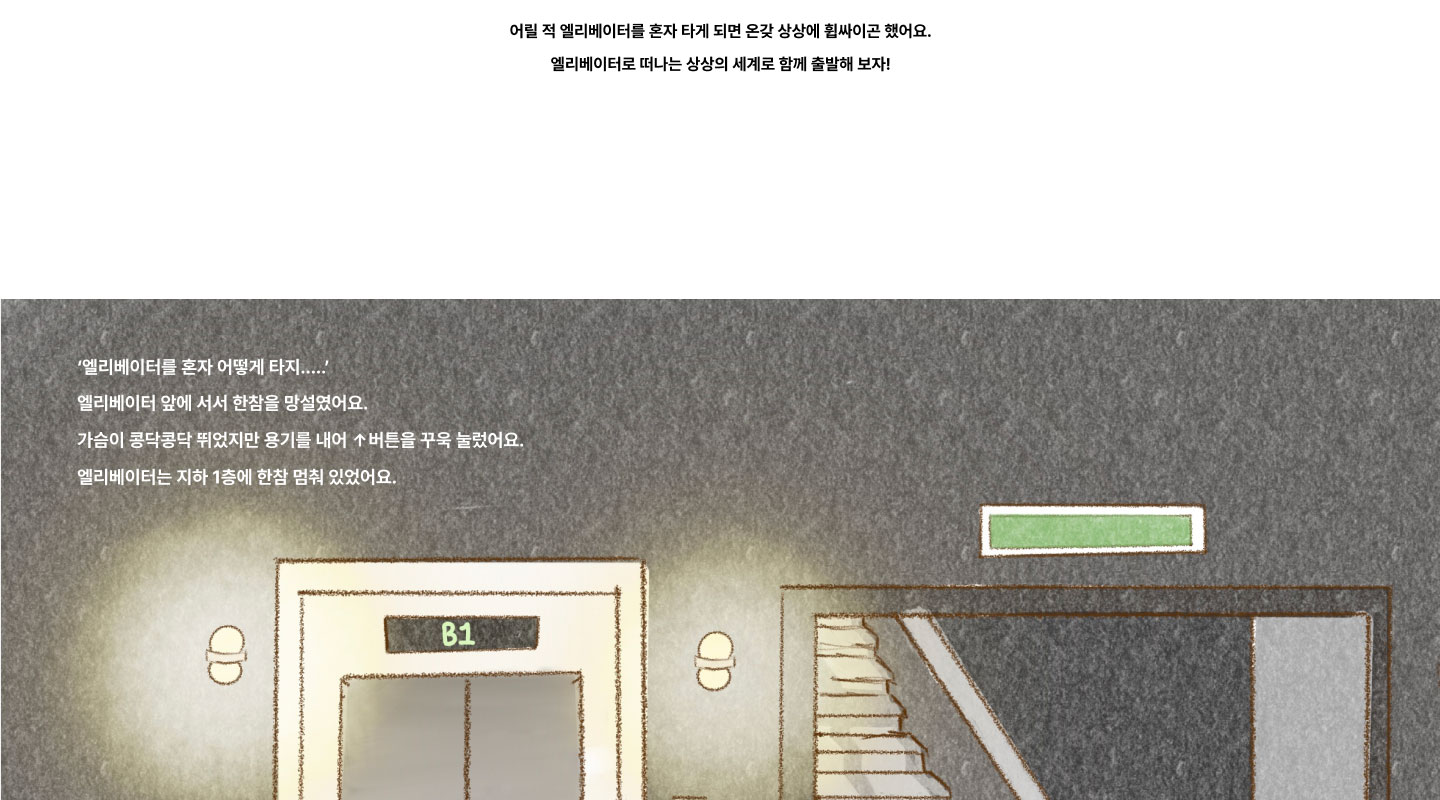 어릴 적 엘리베이터를 혼자 타게 되면 온갖 상상에 휩싸이곤 했어요.
엘리베이터로 떠나는 상상의 세계로 함께 출발해 보자!
‘엘리베이터를 혼자 어떻게 타지.....’
엘리베이터 앞에 서서 한참을 망설였어요.
가슴이 콩닥콩닥 뛰었지만 용기를 내어 ↑버튼을 꾸욱 눌렀어요.
엘리베이터는 지하 1층에 한참 멈춰 있었어요.
B1